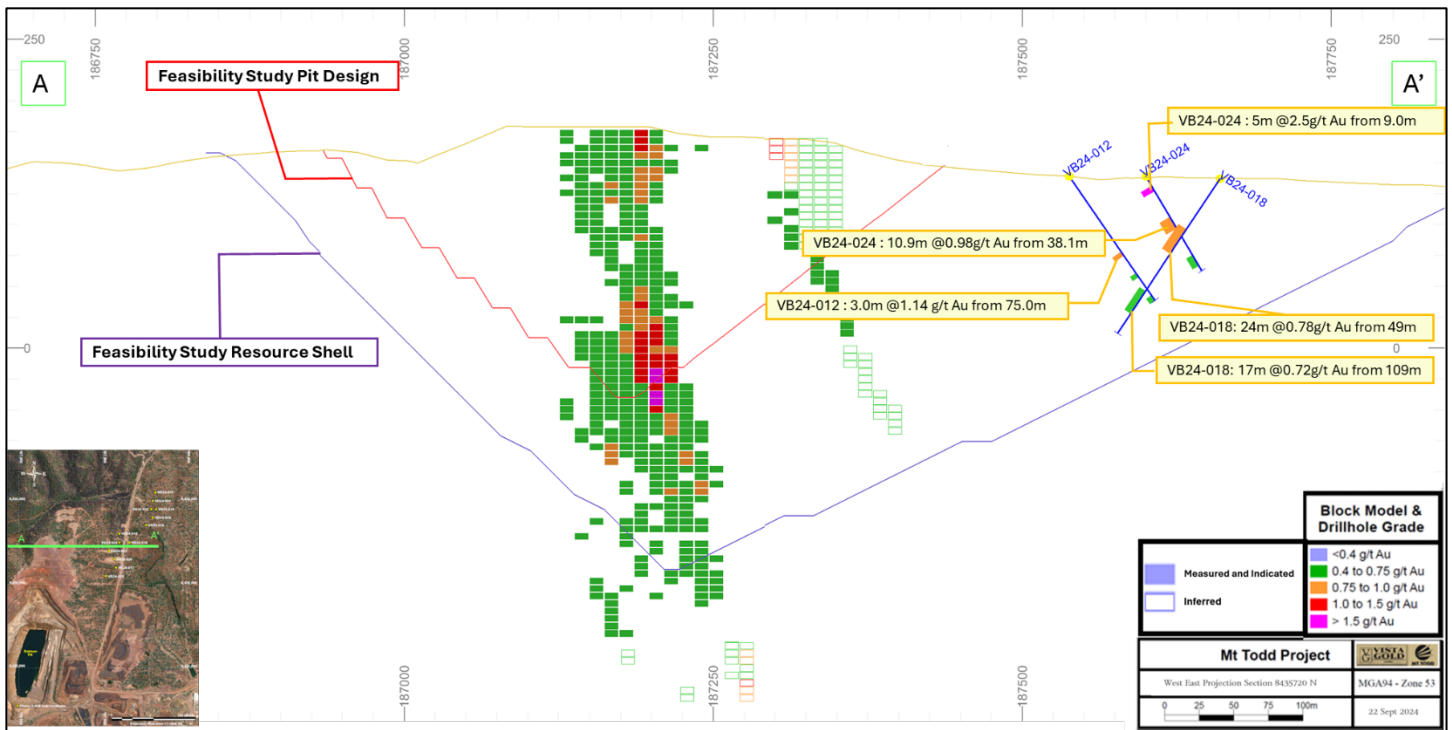 250
186750
187000
187250
187500
187750
250
A
Feasibility Study Pit Design
A’
VB24-024 : 5m @2.5g/t Au from 9.0m
VB24-012
VB24-024
VB24-018
VB24-024 : 10.9m @0.98g/t Au from 38.1m
VB24-012 : 3.0m @1.14 g/t Au from 75.0m
VB24-018: 24m @0.78g/t Au from 49m
0
0
Feasibility Study Resource Shell
VB24-018: 17m @0.72g/t Au from 109m
A
A'
Block Model &
Drillhole Grade
<0.4 g/t Au
0.4 to 0.75 g/t Au
0.75 to 1.0 g/t Au
1.0 to 1.5 g/t Au
> 1.5 g/t Au
Measured and Indicated
Inferred
Mt Todd Project
VISTA
GOLD
MT TODD
West East Projection Section 8435720 N
MGA94 - Zone 53
0 25 50 75 100m
22 Sept 2024
187000
187250
187500